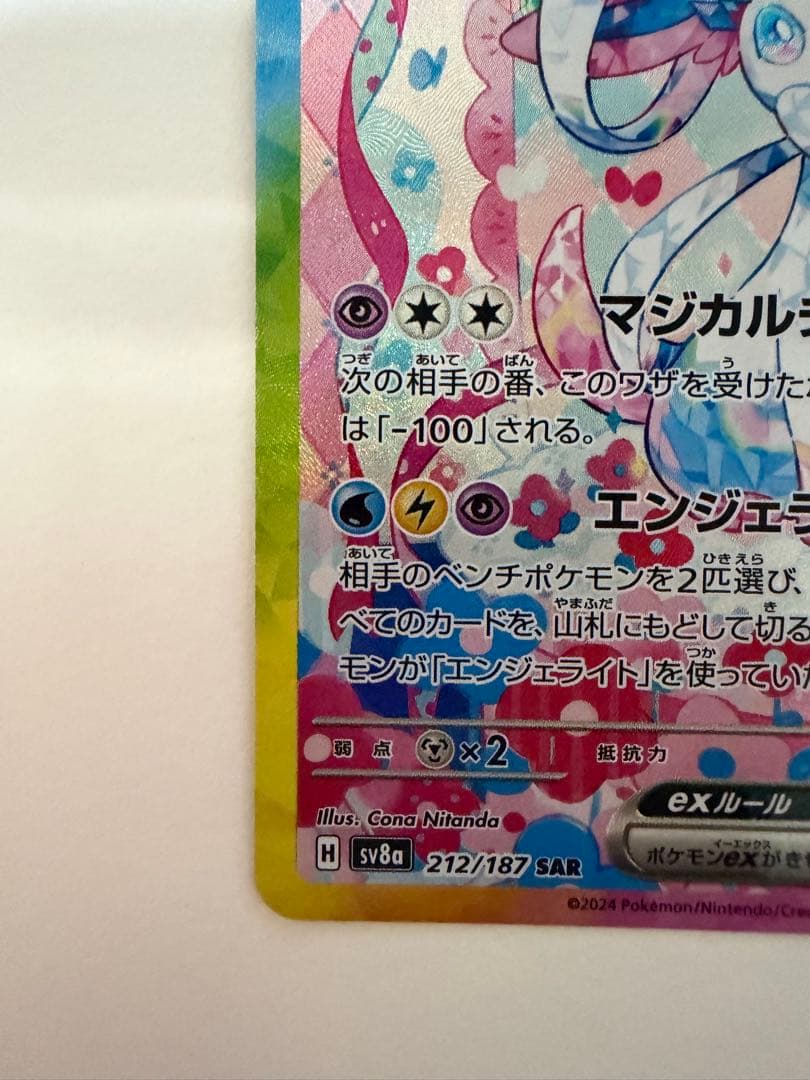 マジカルチ
次の相手の番、このワザを受けた
は「-100」される。
エンジェラ
相手のベンチポケモンを2匹選び、
べてのカードを、山札にもどして切る
モンが「エンジェライト」を使ってい
弱点 ×2 抵抗力
Illus. Cona Nitanda
exルール
H SV8a 212/187 SAR
ポケモンexがき
©2024 Pokémon/Nintendo/Cre